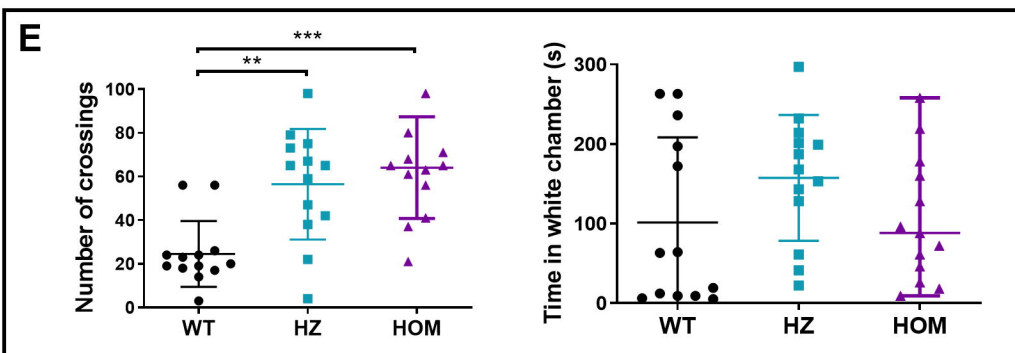 E
***
**
Number of crossings
100
80
60
40
20
0
WT HZ HOM
Time in white chamber (s)
300
200
100
0
WT HZ HOM